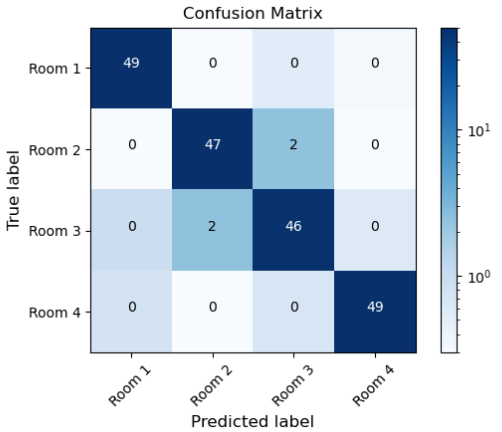 Confusion Matrix
Room 1 49 0 0 0
Room 2 0 47 2 0
Room 3 0 2 46 0
Room 4 0 0 0 49
Room 1 Room 2 Room 3 Room 4
True label
Predicted label
10¹
10⁰